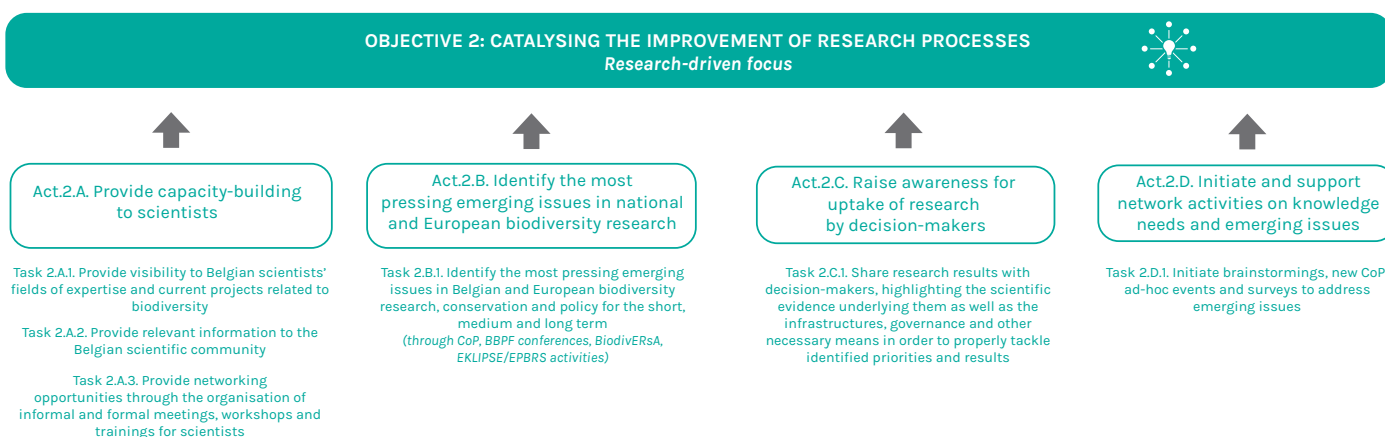 OBJECTIVE 2: CATALYSING THE IMPROVEMENT OF RESEARCH PROCESSES
Research-driven focus
Act.2.A. Provide capacity-building
to scientists
Task 2.A.1. Provide visibility to Belgian scientists'
fields of expertise and current projects related to
biodiversity
Task 2.A.2. Provide relevant information to the
Belgian scientific community
Task 2.A.3. Provide networking
opportunities through the organisation of
informal and formal meetings, workshops and
trainings for scientists
Act.2.B. Identify the most
pressing emerging issues in national
and European biodiversity research
Task 2.B.1. Identify the most pressing emerging
issues in Belgian and European biodiversity
research, conservation and policy for the short,
medium and long term
(through CoP, BBPF conferences, BiodivERsA,
EKLIPSE/EPBRS activities)
Act.2.C. Raise awareness for
uptake of research
by decision-makers
Task 2.C.1. Share research results with
decision-makers, highlighting the scientific
evidence underlying them as well as the
infrastructures, governance and other
necessary means in order to properly tackle
identified priorities and results
Act.2.D. Initiate and support
network activities on knowledge
needs and emerging issues
Task 2.D.1. Initiate brainstormings, new CoP
ad-hoc events and surveys to address
emerging issues